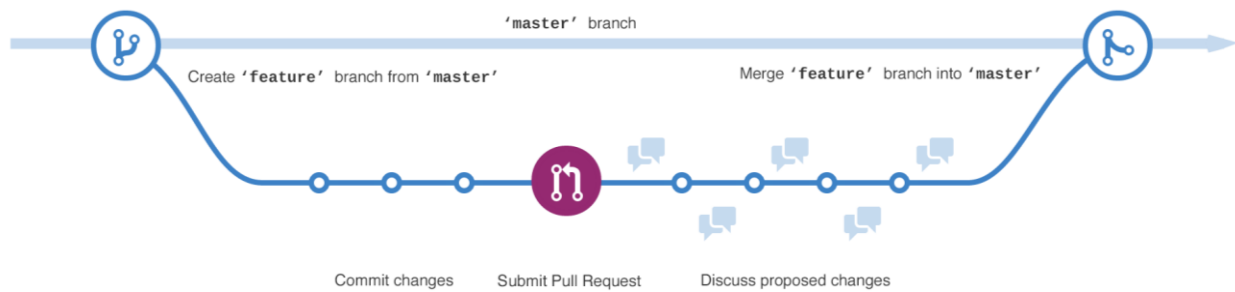 ‘master’ branch
Create ‘feature’ branch from ‘master’
Merge ‘feature’ branch into ‘master’
Commit changes
Submit Pull Request
Discuss proposed changes